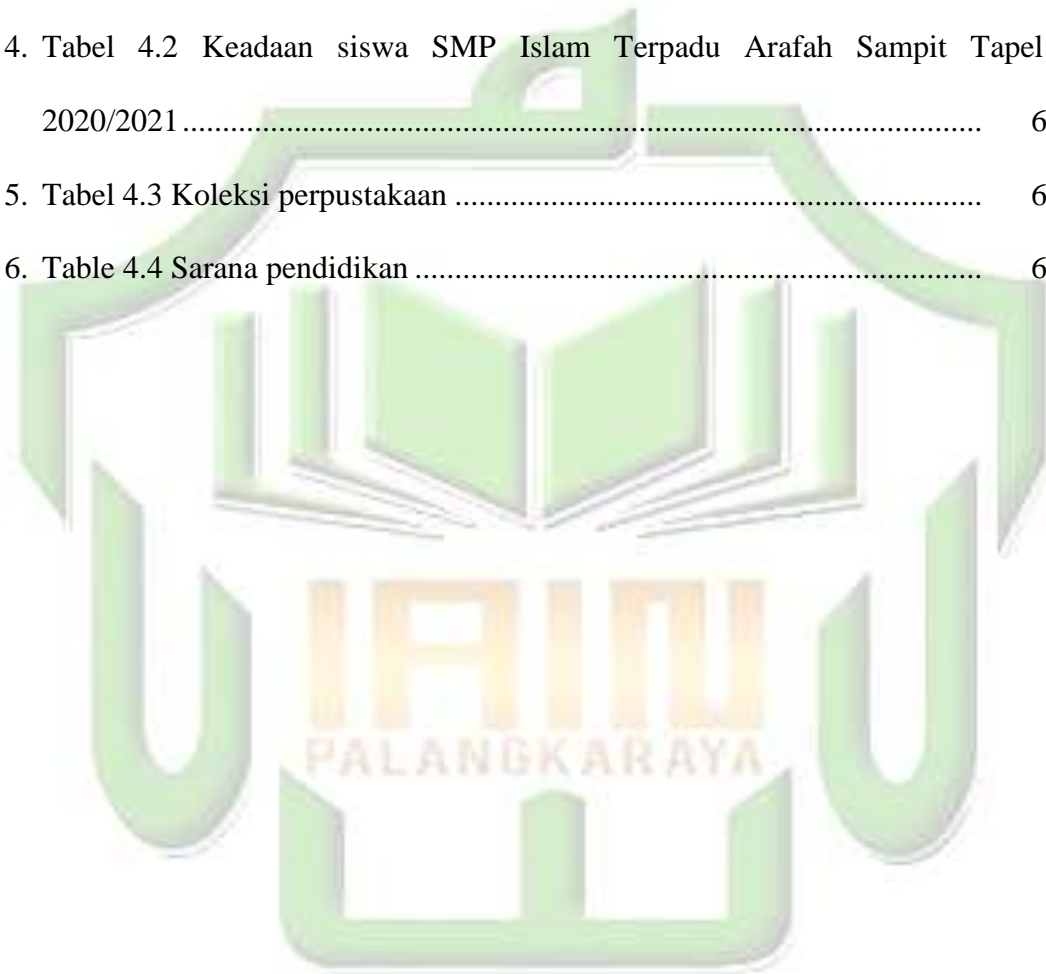 4. Tabel 4.2 Keadaan siswa SMP Islam Terpadu Arafah Sampit Tapel
2020/2021 .................................................................................. 6
5. Tabel 4.3 Koleksi perpustakaan ...................................................... 6
6. Table 4.4 Sarana pendidikan .......................................................... 6
IAIN
PALANGKARAYA